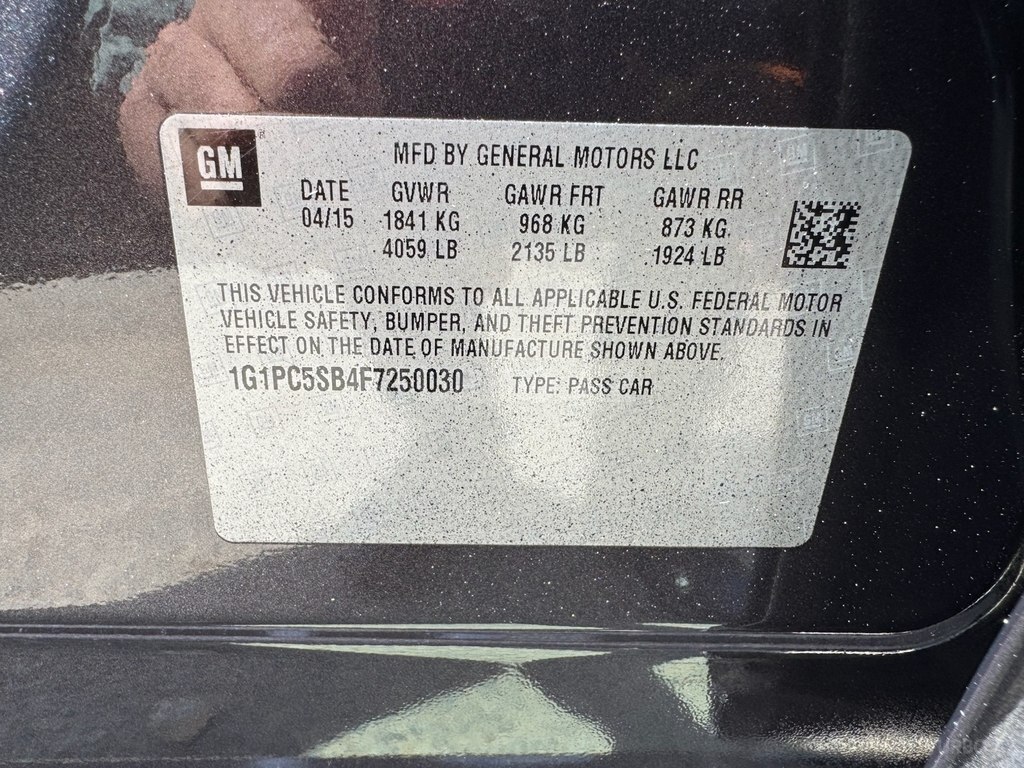 GM
MFD BY GENERAL MOTORS LLC
DATE GVWR GAWR FRT GAWR RR
04/15 1841 KG 968 KG 873 KG
4059 LB 2135 LB 1924 LB
THIS VEHICLE CONFORMS TO ALL APPLICABLE U.S. FEDERAL MOTOR
VEHICLE SAFETY, BUMPER, AND THEFT PREVENTION STANDARDS IN
EFFECT ON THE DATE OF MANUFACTURE SHOWN ABOVE.
1G1PC5SB4F7250030 TYPE: PASS CAR